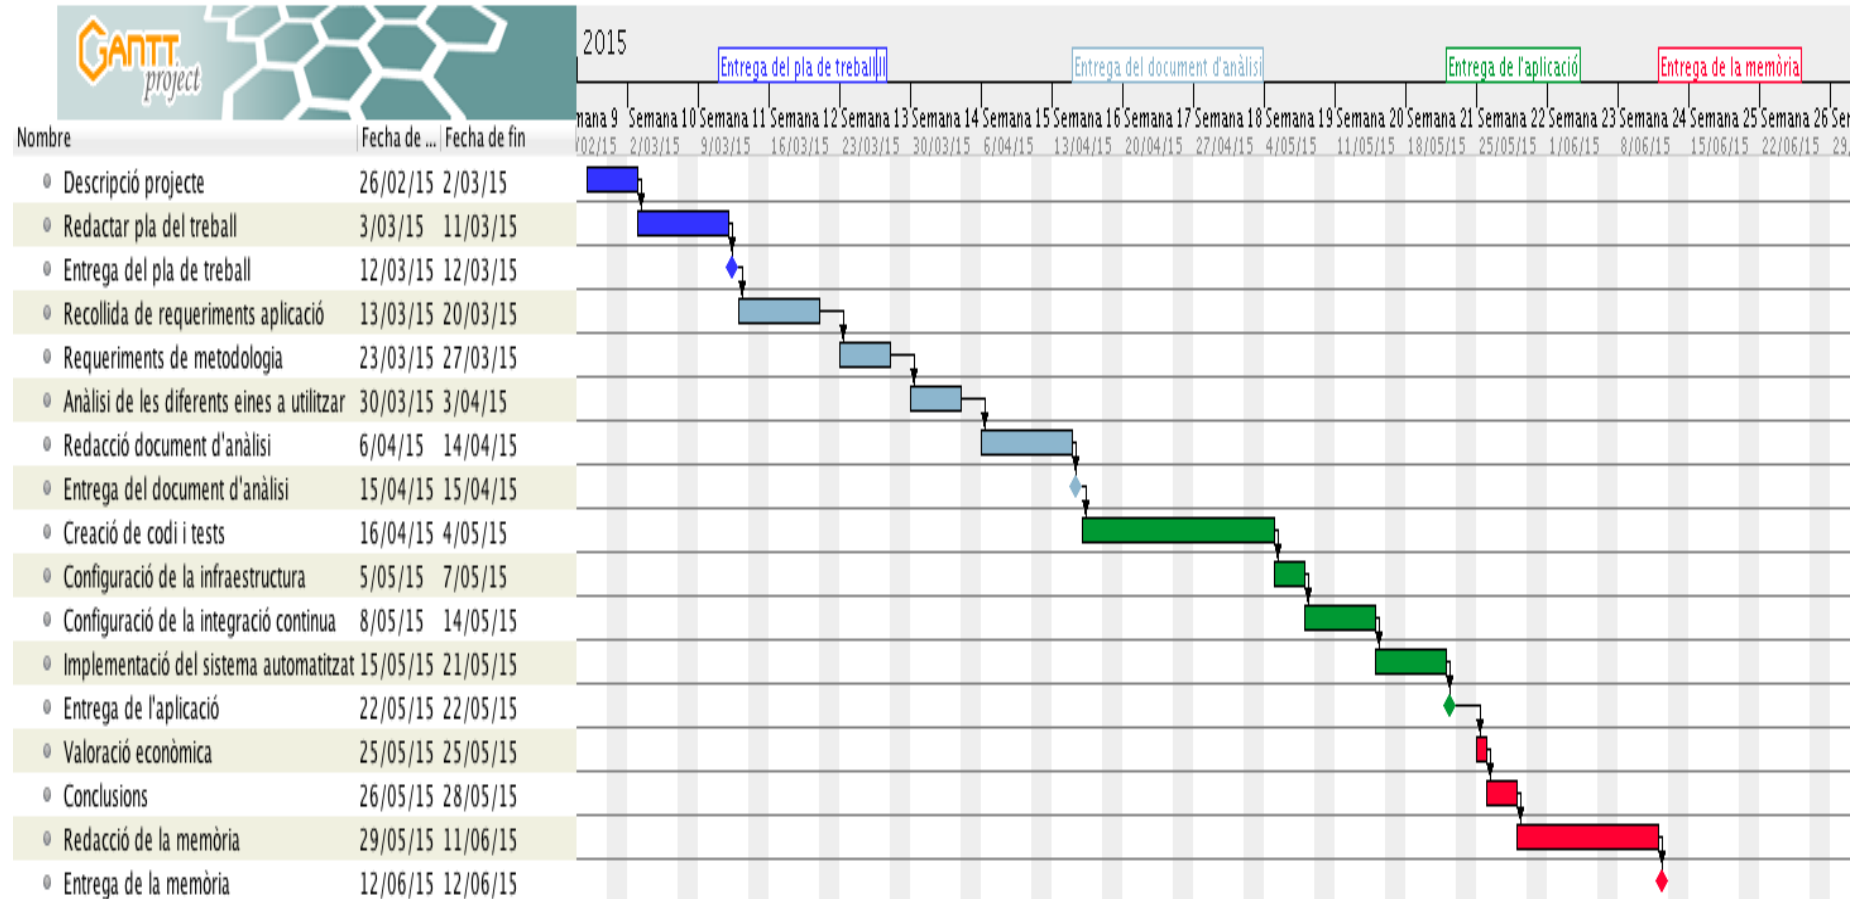 GANTT
project
2015
Entrega del pla de treball
Entrega del document d'anàlisi
Entrega de l'aplicació
Entrega de la memòria
mana 9 Semana 10 Semana 11 Semana 12 Semana 13 Semana 14 Semana 15 Semana 16 Semana 17 Semana 18 Semana 19 Semana 20 Semana 21 Semana 22 Semana 23 Semana 24 Semana 25 Semana 26 Ser
/02/15 2/03/15 9/03/15 16/03/15 23/03/15 30/03/15 6/04/15 13/04/15 20/04/15 27/04/15 4/05/15 11/05/15 18/05/15 25/05/15 1/06/15 8/06/15 15/06/15 22/06/15 29.
Nombre Fecha de ... Fecha de fin
Descripció projecte 26/02/15 2/03/15
Redactar pla del treball 3/03/15 11/03/15
Entrega del pla de treball 12/03/15 12/03/15
Recollida de requeriments aplicació 13/03/15 20/03/15
Requeriments de metodologia 23/03/15 27/03/15
Anàlisi de les diferents eines a utilitzar 30/03/15 3/04/15
Redacció document d'anàlisi 6/04/15 14/04/15
Entrega del document d'anàlisi 15/04/15 15/04/15
Creació de codi i tests 16/04/15 4/05/15
Configuració de la infraestructura 5/05/15 7/05/15
Configuració de la integració continua 8/05/15 14/05/15
Implementació del sistema automatitzat 15/05/15 21/05/15
Entrega de l'aplicació 22/05/15 22/05/15
Valoració econòmica 25/05/15 25/05/15
Conclusions 26/05/15 28/05/15
Redacció de la memòria 29/05/15 11/06/15
Entrega de la memòria 12/06/15 12/06/15